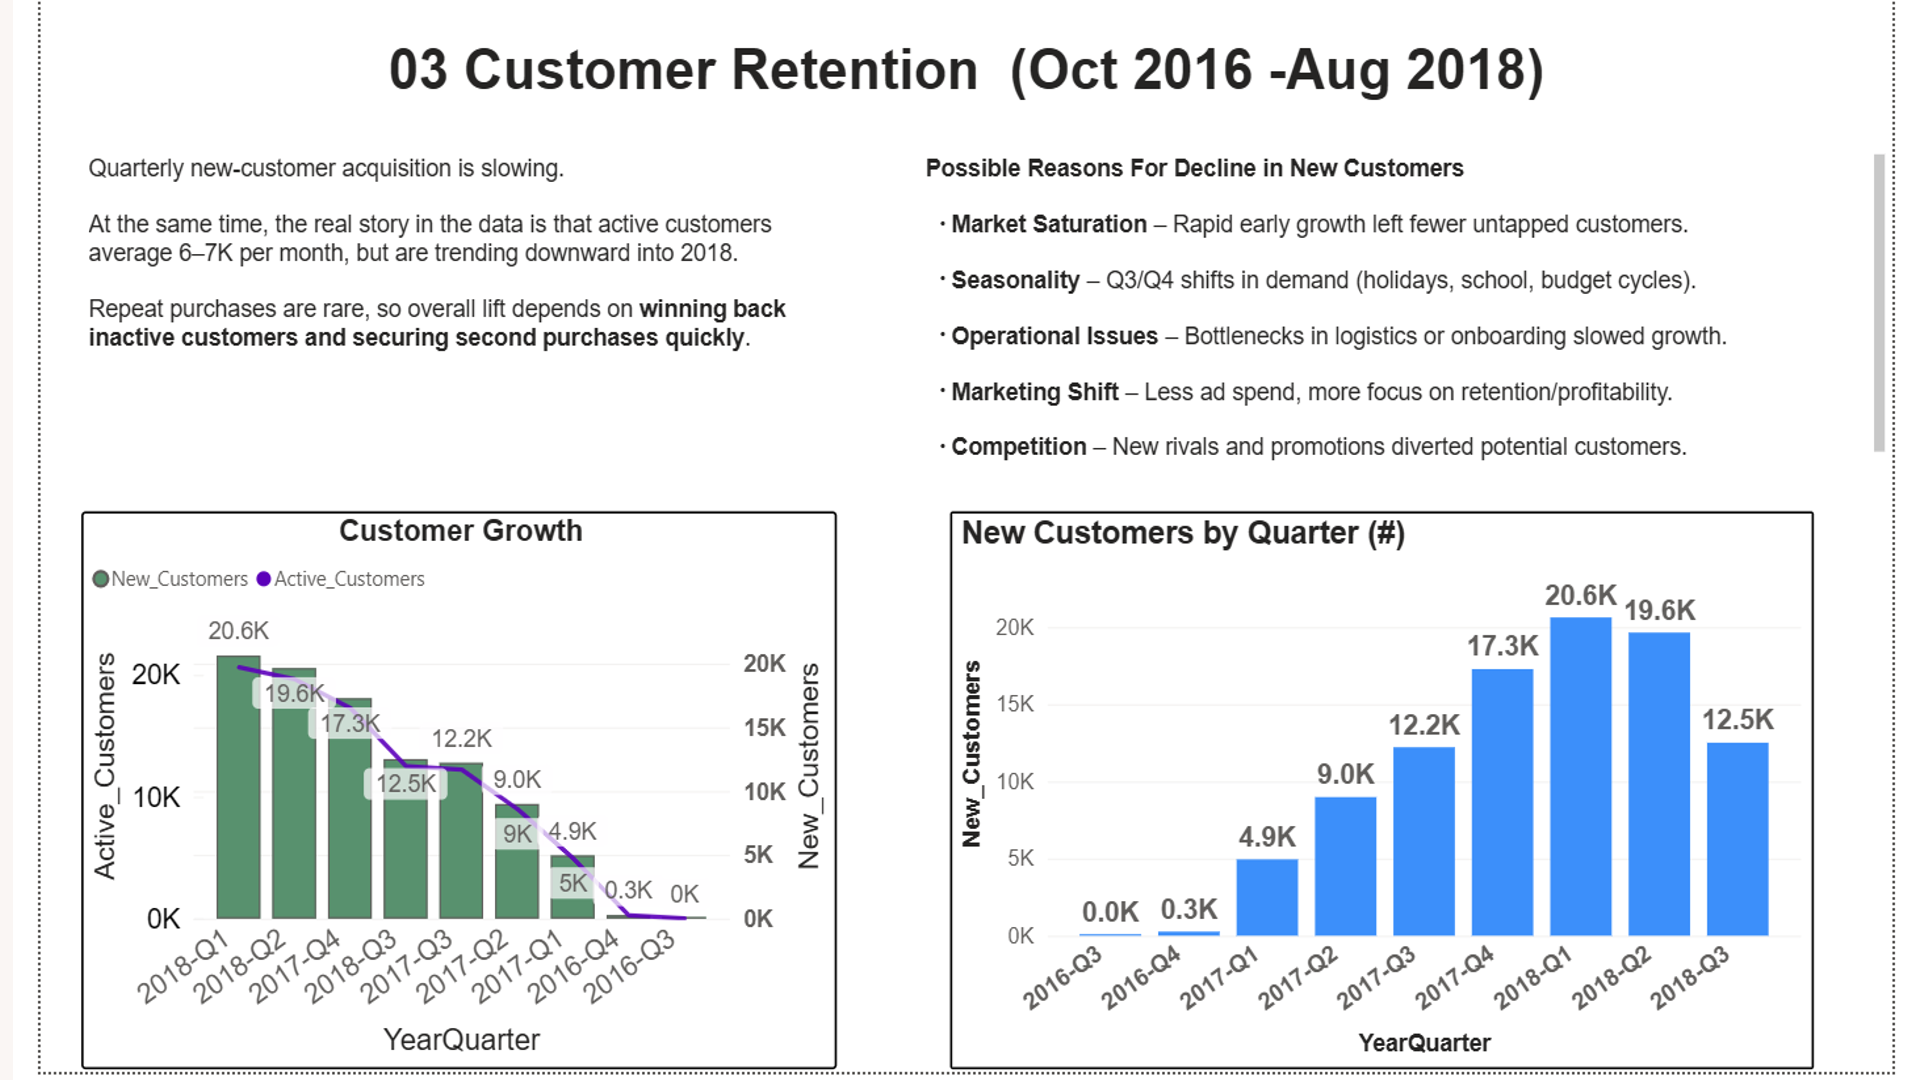 03 Customer Retention  (Oct 2016 -Aug 2018)
Quarterly new-customer acquisition is slowing.
At the same time, the real story in the data is that active customers
average 6–7K per month, but are trending downward into 2018.
Repeat purchases are rare, so overall lift depends on winning back
inactive customers and securing second purchases quickly.
Possible Reasons For Decline in New Customers
· Market Saturation – Rapid early growth left fewer untapped customers.
· Seasonality – Q3/Q4 shifts in demand (holidays, school, budget cycles).
· Operational Issues – Bottlenecks in logistics or onboarding slowed growth.
· Marketing Shift – Less ad spend, more focus on retention/profitability.
· Competition – New rivals and promotions diverted potential customers.
Customer Growth
New_Customers Active_Customers
Active_Customers
20K
10K
0K
20.6K
19.6K
17.3K
12.5K
12.2K
9.0K
9K
4.9K
5K
0.3K
0K
20K
15K
10K
5K
0K
New_Customers
2018-Q1
2018-Q2
2017-Q4
2018-Q3
2017-Q3
2017-Q2
2017-Q1
2016-Q4
2016-Q3
YearQuarter
New Customers by Quarter (#)
New_Customers
20K
15K
10K
5K
0K
0.0K
0.3K
4.9K
9.0K
12.2K
17.3K
20.6K
19.6K
12.5K
2016-Q3
2016-Q4
2017-Q1
2017-Q2
2017-Q3
2017-Q4
2018-Q1
2018-Q2
2018-Q3
YearQuarter